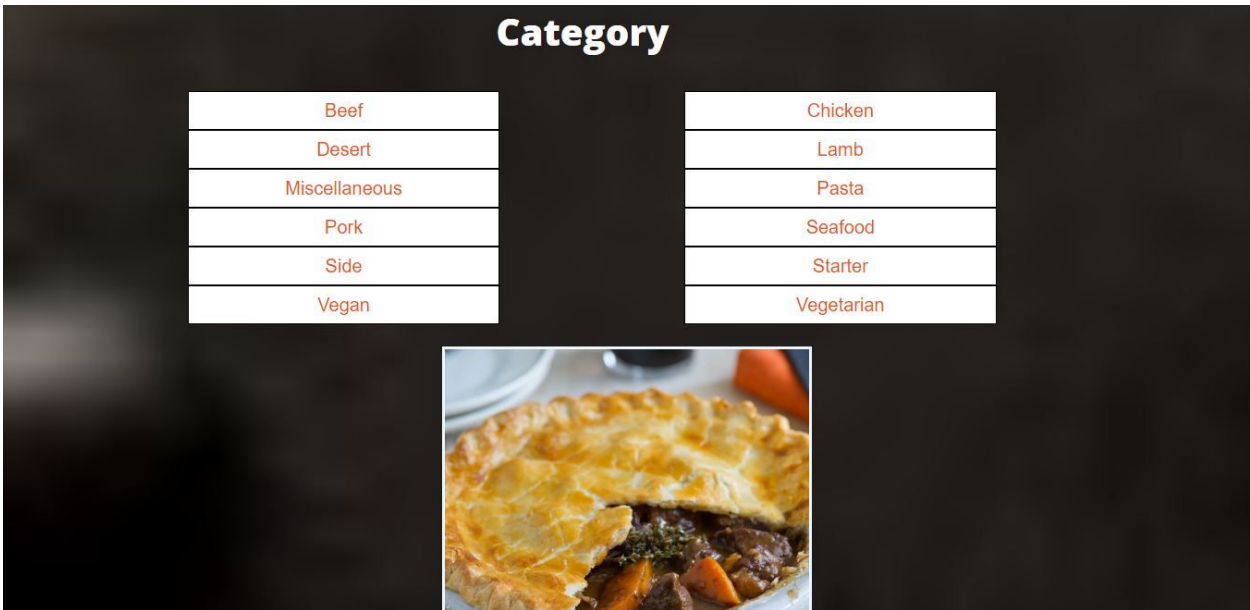 Category
Beef
Chicken
Desert
Lamb
Miscellaneous
Pasta
Pork
Seafood
Side
Starter
Vegan
Vegetarian